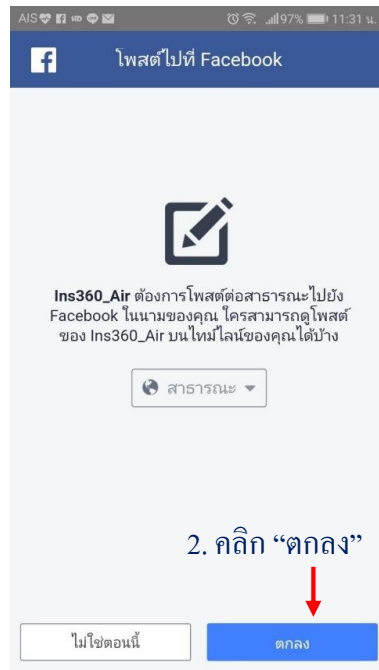 AIS 97% 11:31 น.
f โพสต์ไปที่ Facebook
Ins360_Air ต้องการโพสต์ต่อสาธารณะไปยัง
Facebook ในนามของคุณ ใครสามารถดูโพสต์
ของ Ins360_Air บนไทม์ไลน์ของคุณได้บ้าง
สาธารณะ
2. คลิก “ตกลง”
ไม่ใช่ตอนนี้ ตกลง